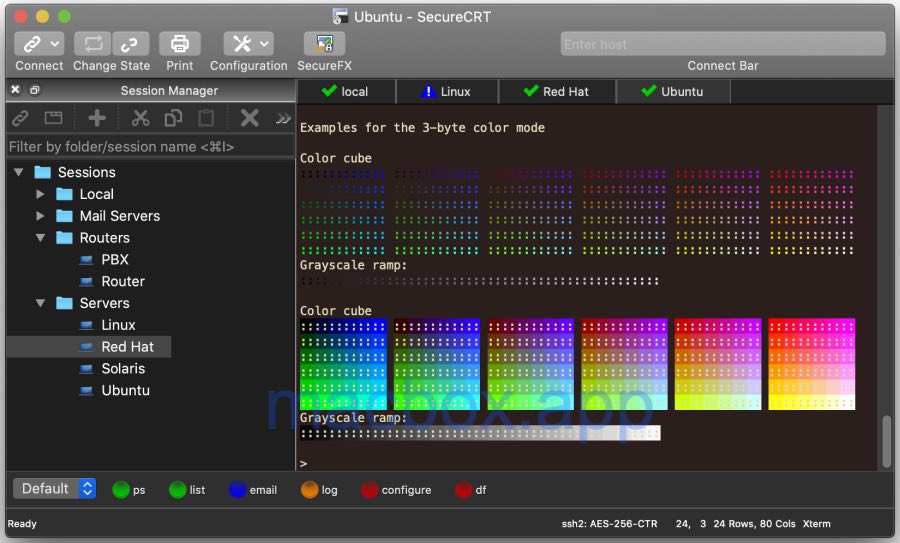 Ubuntu - SecureCRT
Connect Change State Print Configuration SecureFX
Enter host
Connect Bar
Session Manager
local Linux Red Hat Ubuntu
Filter by folder/session name <⌘I>
Sessions
Local
Mail Servers
Routers
PBX
Router
Servers
Linux
Red Hat
Solaris
Ubuntu
Examples for the 3-byte color mode
Color cube
Grayscale ramp:
Color cube
Grayscale ramp:
>
macbox.app
Default ps list email log configure df
Ready ssh2: AES-256-CTR 24, 3 24 Rows, 80 Cols Xterm